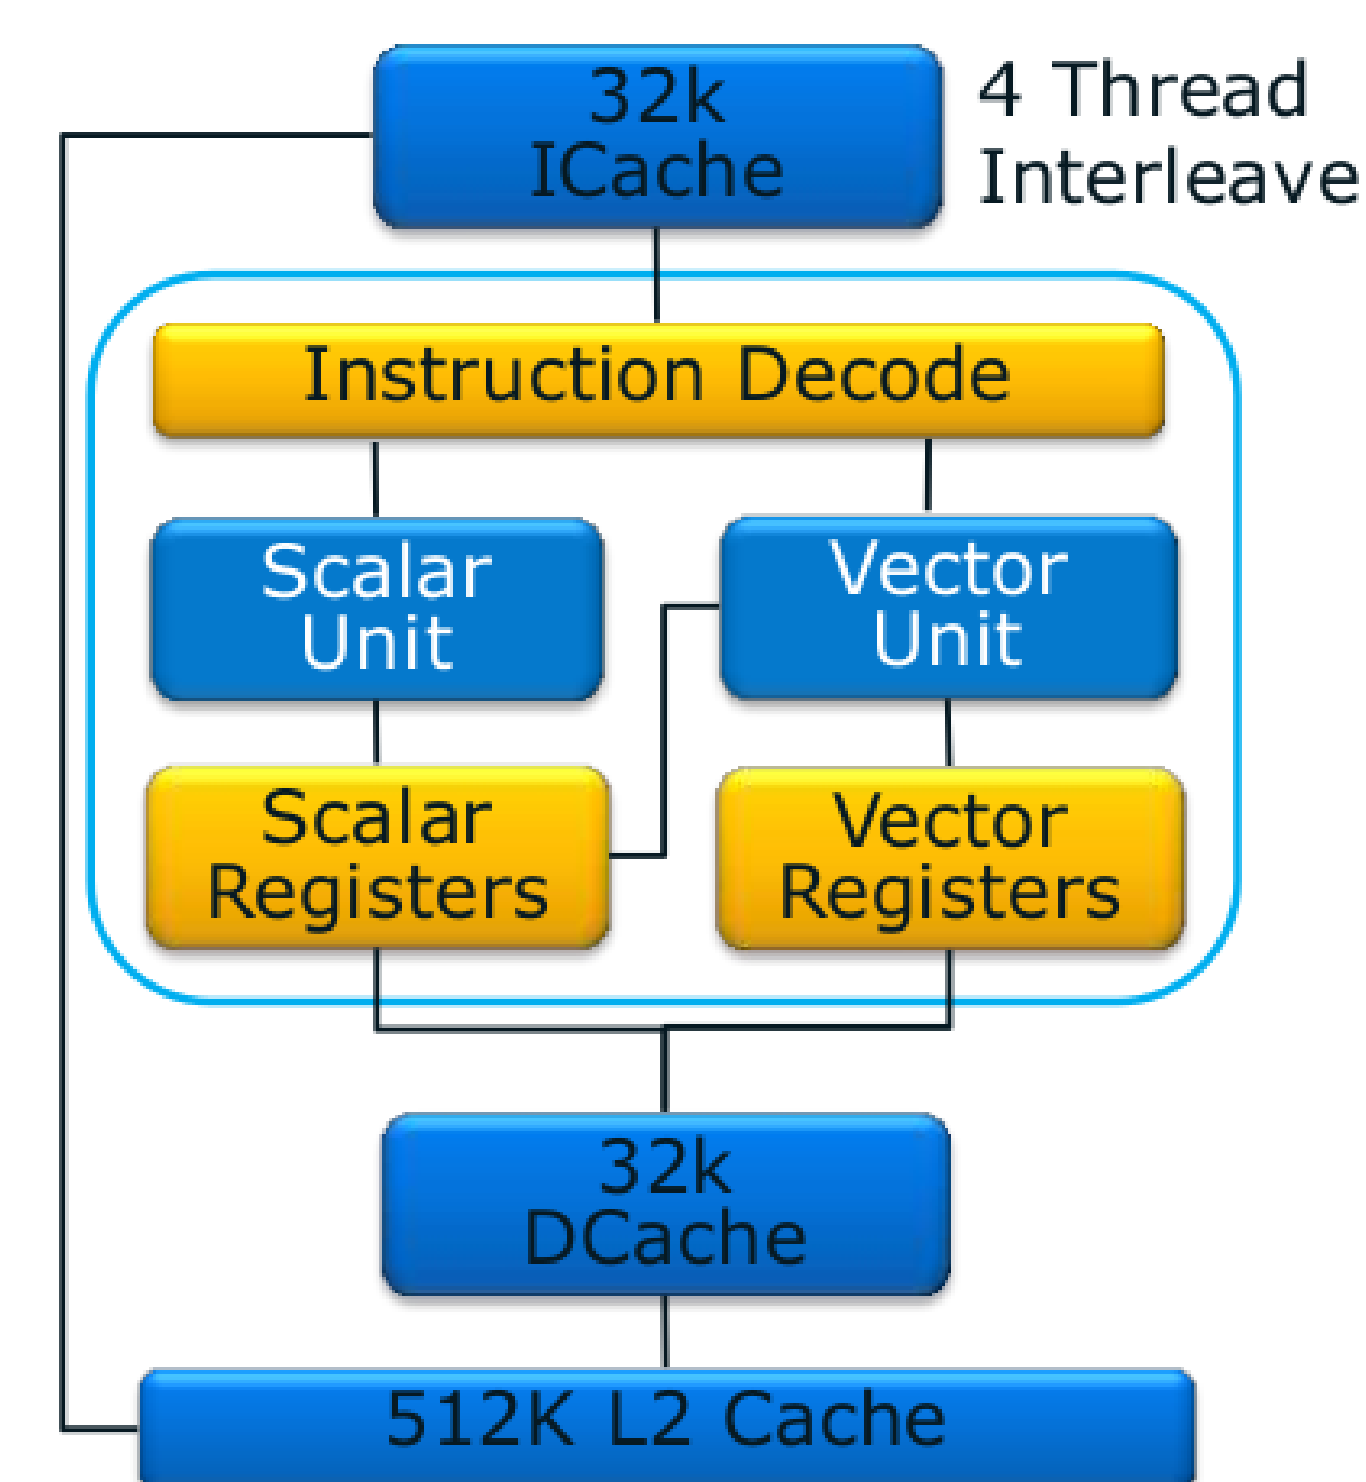 32k
ICache
4 Thread
Interleave
Instruction Decode
Scalar
Unit
Vector
Unit
Scalar
Registers
Vector
Registers
32k
DCache
512K L2 Cache